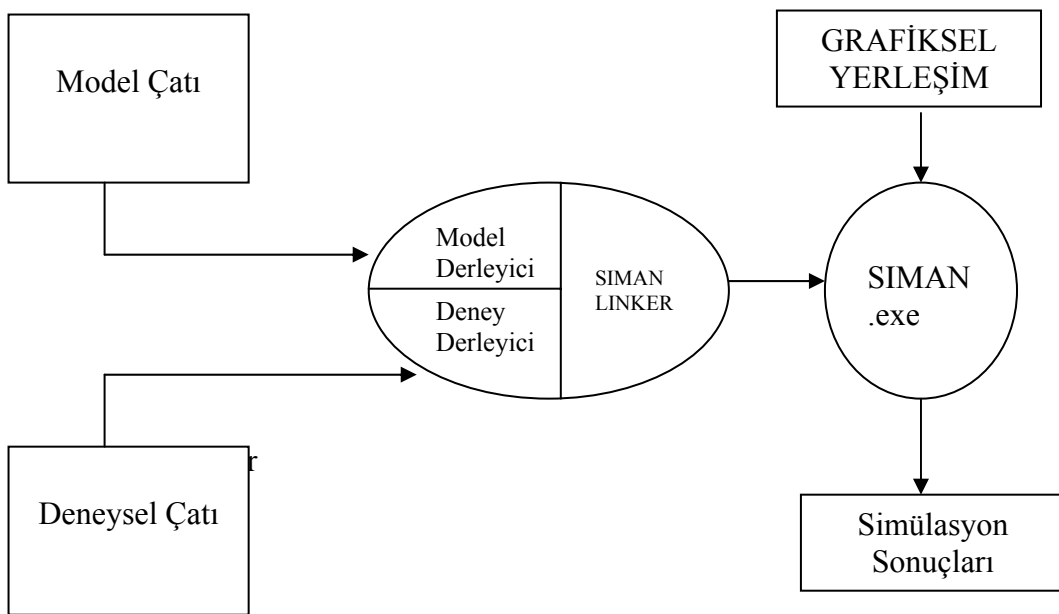 Model Çatı
GRAFİKSEL
YERLEŞİM
Model
Derleyici
SIMAN
LINKER
Deney
Derleyici
SIMAN
.exe
r
Deneysel Çatı
Simülasyon
Sonuçları